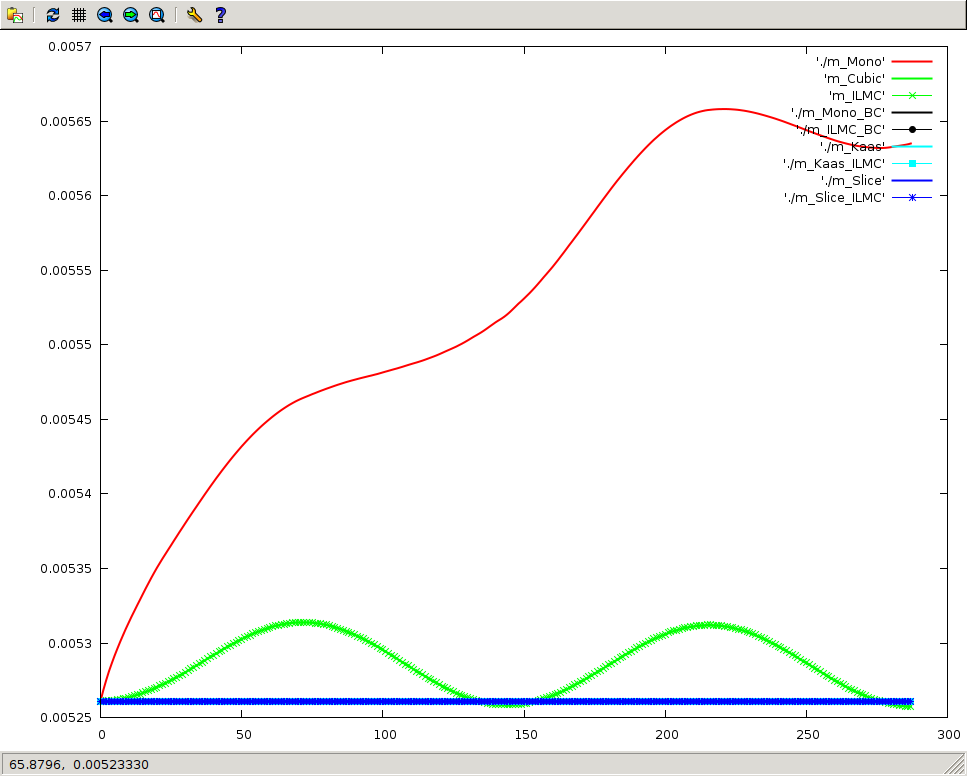 ?
0.0057
0.00565
0.0056
0.00555
0.0055
0.00545
0.0054
0.00535
0.0053
0.00525
0 50 100 150 200 250 300
'./m_Mono'
'm_Cubic'
'm_ILMC'
'./m_Mono_BC'
'./m_ILMC_BC'
'./m_Kaas'
'./m_Kaas_ILMC'
'./m_Slice'
'./m_Slice_ILMC'
65.8796, 0.00523330